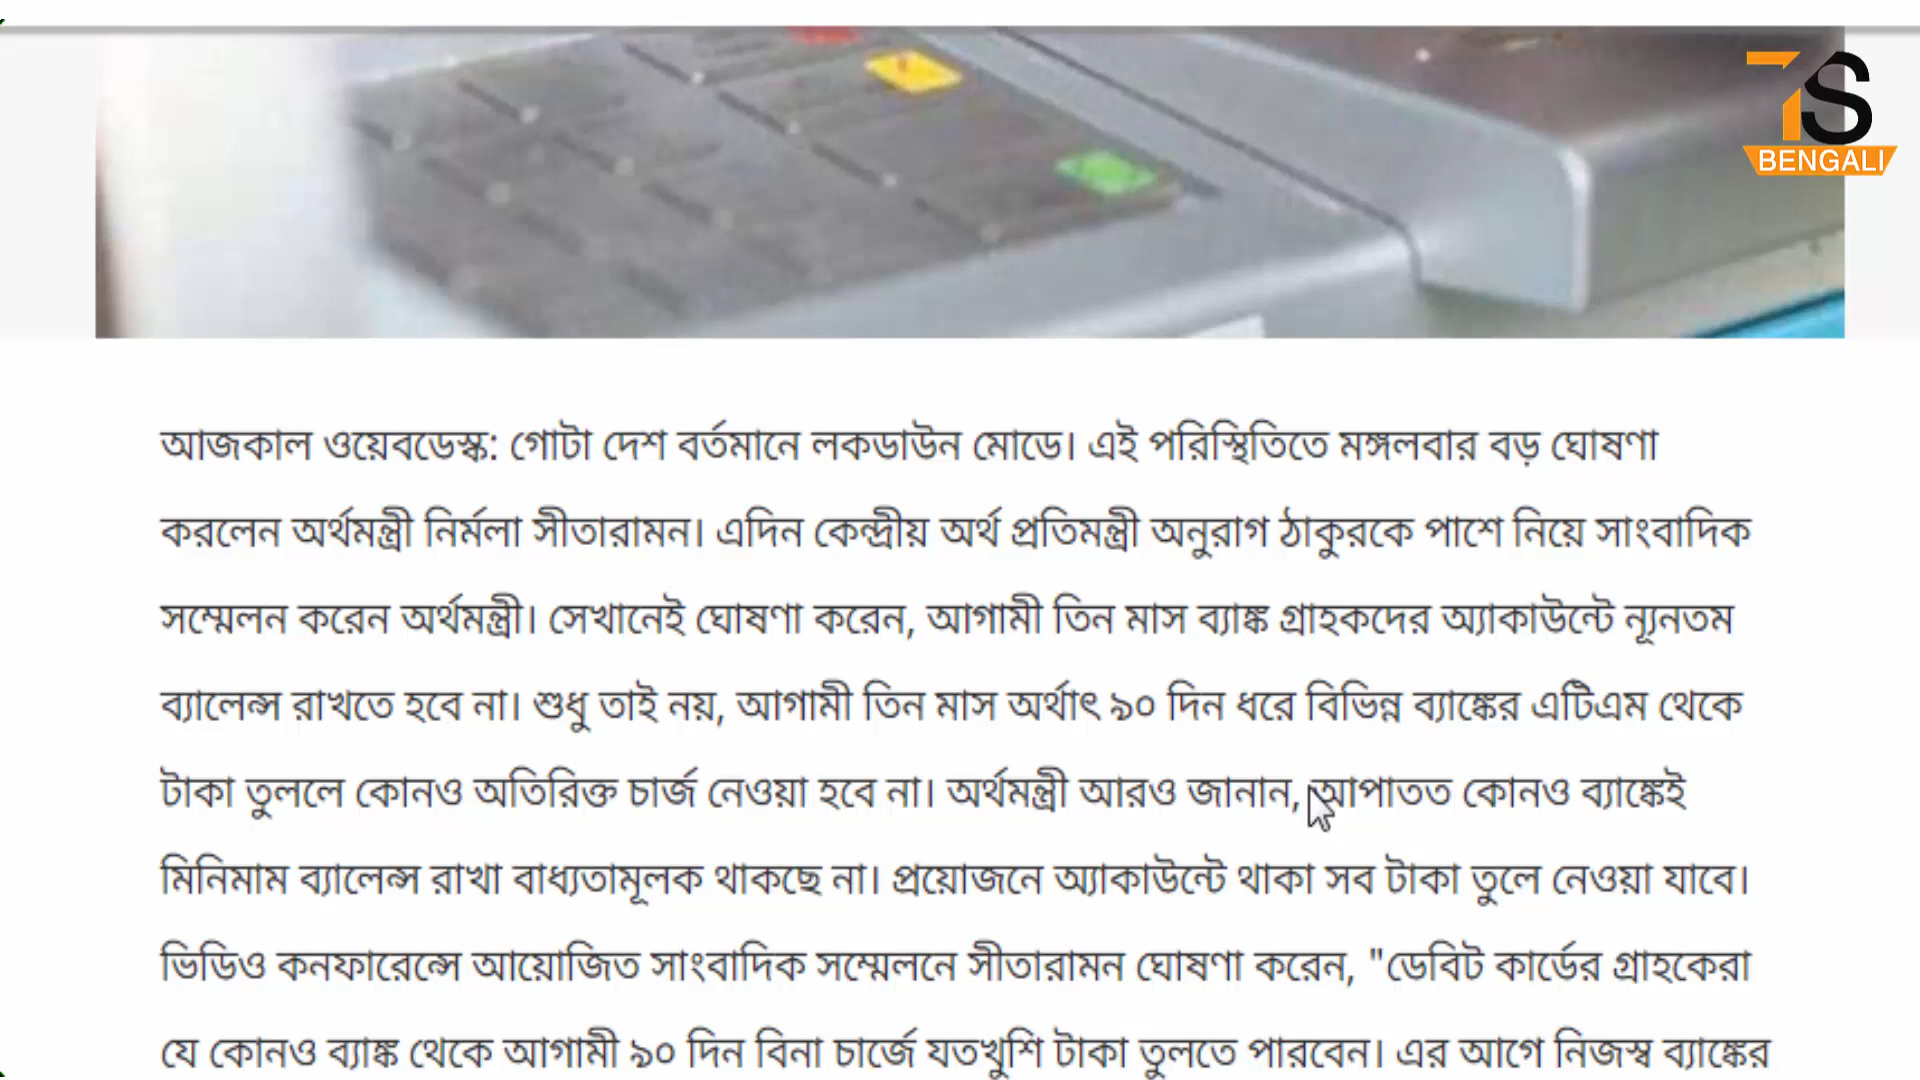 7S
BENGALI
আজকাল ওয়েবডেস্ক: গোটা দেশ বর্তমানে লকডাউন মোডে। এই পরিস্থিতিতে মঙ্গলবার বড় ঘোষণা
করলেন অর্থমন্ত্রী নির্মলা সীতারামন। এদিন কেন্দ্রীয় অর্থ প্রতিমন্ত্রী অনুরাগ ঠাকুরকে পাশে নিয়ে সাংবাদিক
সম্মেলন করেন অর্থমন্ত্রী। সেখানেই ঘোষণা করেন, আগামী তিন মাস ব্যাঙ্ক গ্রাহকদের অ্যাকাউন্টে ন্যূনতম
ব্যালেন্স রাখতে হবে না। শুধু তাই নয়, আগামী তিন মাস অর্থাৎ ৯০ দিন ধরে বিভিন্ন ব্যাঙ্কের এটিএম থেকে
টাকা তুললে কোনও অতিরিক্ত চার্জ নেওয়া হবে না। অর্থমন্ত্রী আরও জানান, আপাতত কোনও ব্যাঙ্কেই
মিনিমাম ব্যালেন্স রাখা বাধ্যতামূলক থাকছে না। প্রয়োজনে অ্যাকাউন্টে থাকা সব টাকা তুলে নেওয়া যাবে।
ভিডিও কনফারেন্সে আয়োজিত সাংবাদিক সম্মেলনে সীতারামন ঘোষণা করেন, "ডেবিট কার্ডের গ্রাহকেরা
যে কোনও ব্যাঙ্ক থেকে আগামী ৯০ দিন বিনা চার্জে যতখুশি টাকা তুলতে পারবেন। এর আগে নিজস্ব ব্যাঙ্কের